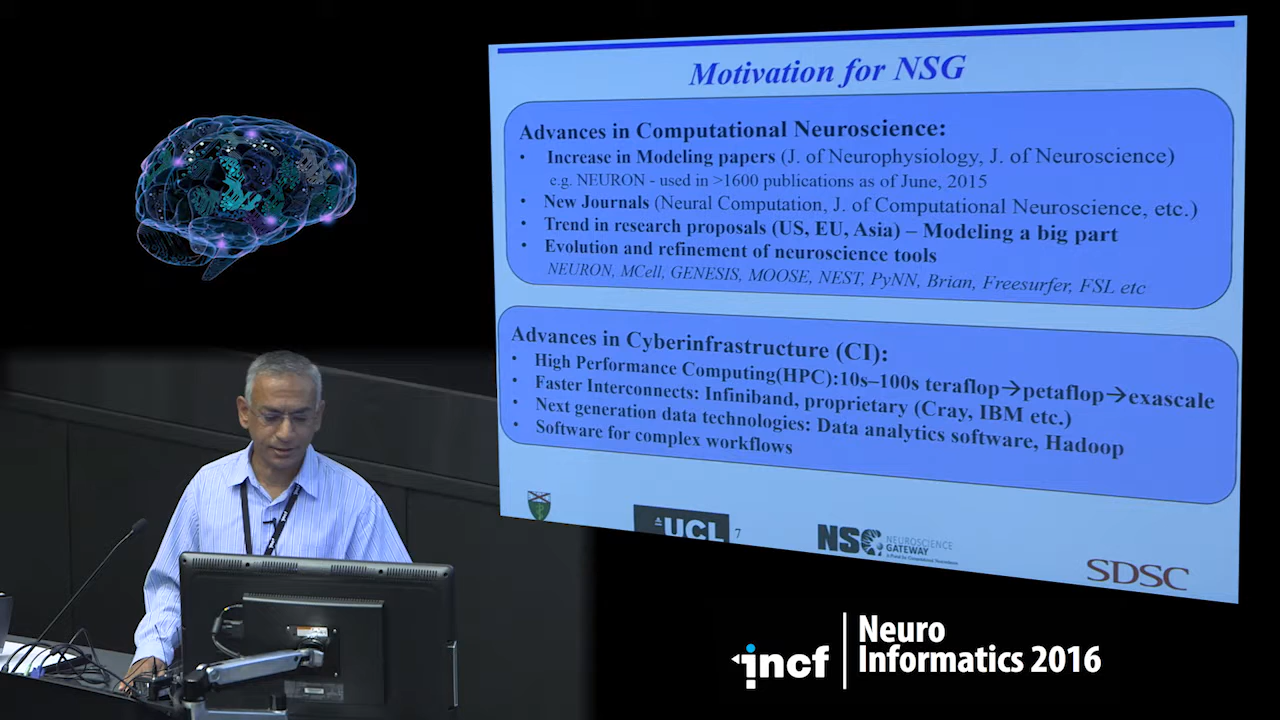 Motivation for NSG
Advances in Computational Neuroscience:
• Increase in Modeling papers (J. of Neurophysiology, J. of Neuroscience)
e.g. NEURON - used in >1600 publications as of June, 2015
• New Journals (Neural Computation, J. of Computational Neuroscience, etc.)
• Trend in research proposals (US, EU, Asia) – Modeling a big part
• Evolution and refinement of neuroscience tools
NEURON, MCell, GENESIS, MOOSE, NEST, PyNN, Brian, Freesurfer, FSL etc
Advances in Cyberinfrastructure (CI):
• High Performance Computing(HPC):10s–100s teraflop→petaflop→exascale
• Faster Interconnects: Infiniband, proprietary (Cray, IBM etc.)
• Next generation data technologies: Data analytics software, Hadoop
• Software for complex workflows
UCL
7
NSG
NEUROSCIENCE
GATEWAY
SDSC
incf
Neuro
Informatics 2016